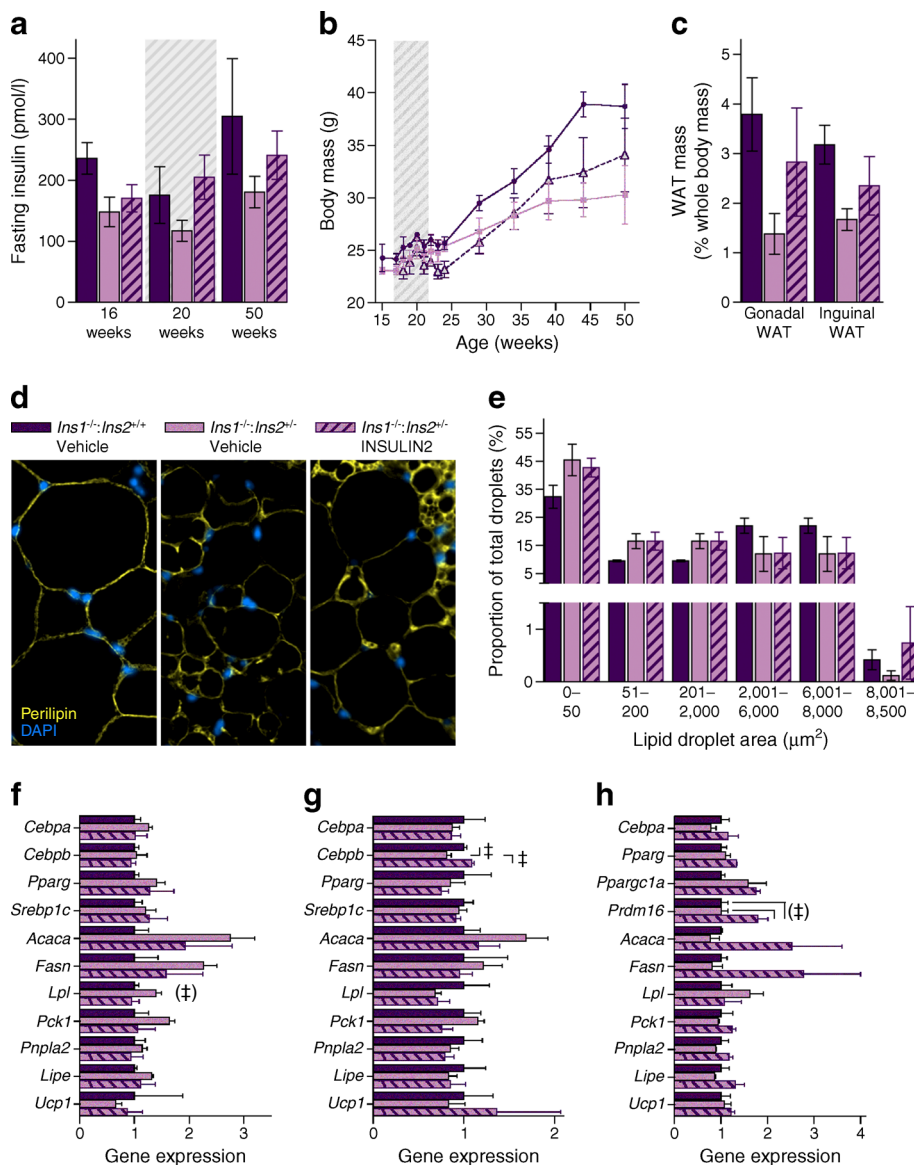 a
Fasting insulin (pmol/l)
400
300
200
100
0
16
weeks
20
weeks
50
weeks
b
Body mass (g)
45
40
35
30
25
20
15 20 25 30 35 40 45 50
Age (weeks)
c
WAT mass
(% whole body mass)
5
4
3
2
1
0
Gonadal
WAT
Inguinal
WAT
d
Ins1-/-:Ins2+/+
Vehicle
Ins1-/-:Ins2+/-
Vehicle
Ins1-/-:Ins2+/-
INSULIN2
Perilipin
DAPI
e
Proportion of total droplets (%)
45
35
25
15
5
1
0
0–
50
51–
200
201–
2,000
2,001–
6,000
6,001–
8,000
8,001–
8,500
Lipid droplet area (µm2)
f
Cebpa
Cebpb
Pparg
Srebp1c
Acaca
Fasn
Lpl
(‡)
Pck1
Pnpla2
Lipe
Ucp1
0 1 2 3
Gene expression
g
Cebpa
Cebpb
‡
‡
Pparg
Srebp1c
Acaca
Fasn
Lpl
Pck1
Pnpla2
Lipe
Ucp1
0 1 2
Gene expression
h
Cebpa
Pparg
Ppargc1a
Prdm16
(‡)
Acaca
Fasn
Lpl
Pck1
Pnpla2
Lipe
Ucp1
0 1 2 3 4
Gene expression